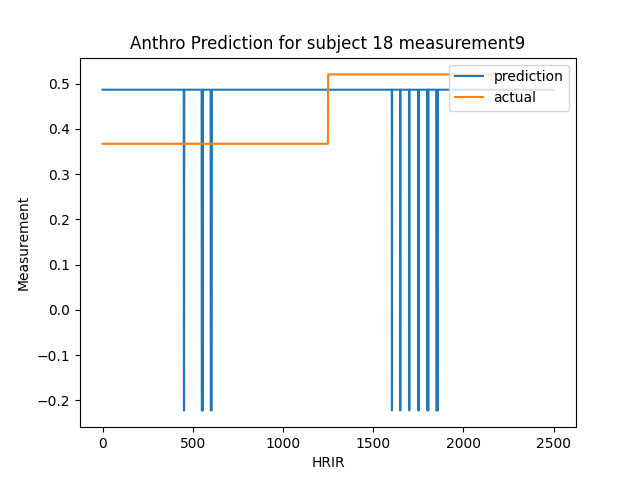 Anthro Prediction for subject 18 measurement9
prediction
actual
0.5
0.4
0.3
0.2
0.1
0.0
−0.1
−0.2
Measurement
0
500
1000
1500
2000
2500
HRIR